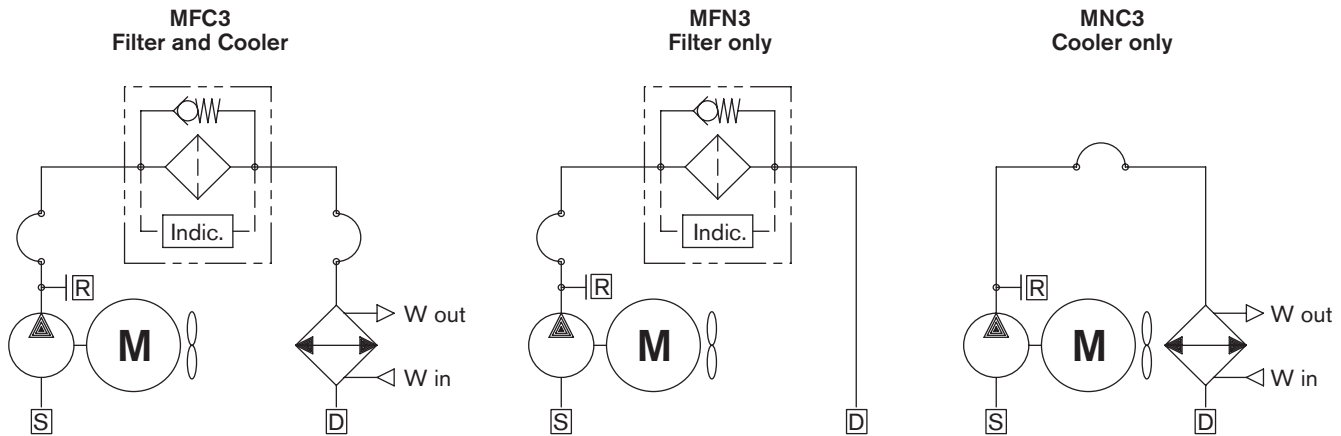 MFC3
Filter and Cooler
Indic.
R
M
W out
W in
S
D
MFN3
Filter only
Indic.
R
M
S
D
MNC3
Cooler only
R
M
W out
W in
S
D